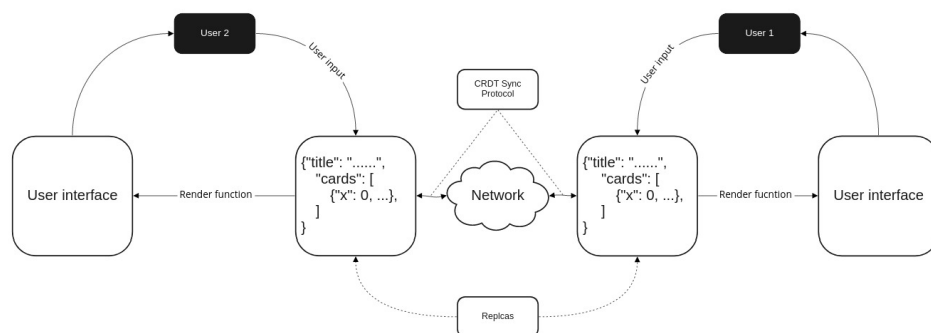 User 2
User 1
User input
User input
CRDT Sync
Protocol
User interface
Render function
{"title": "......",
"cards": [
{"x": 0, ...},
]
}
Network
{"title": "......",
"cards": [
{"x": 0, ...},
]
}
Render fucntion
User interface
Replcas